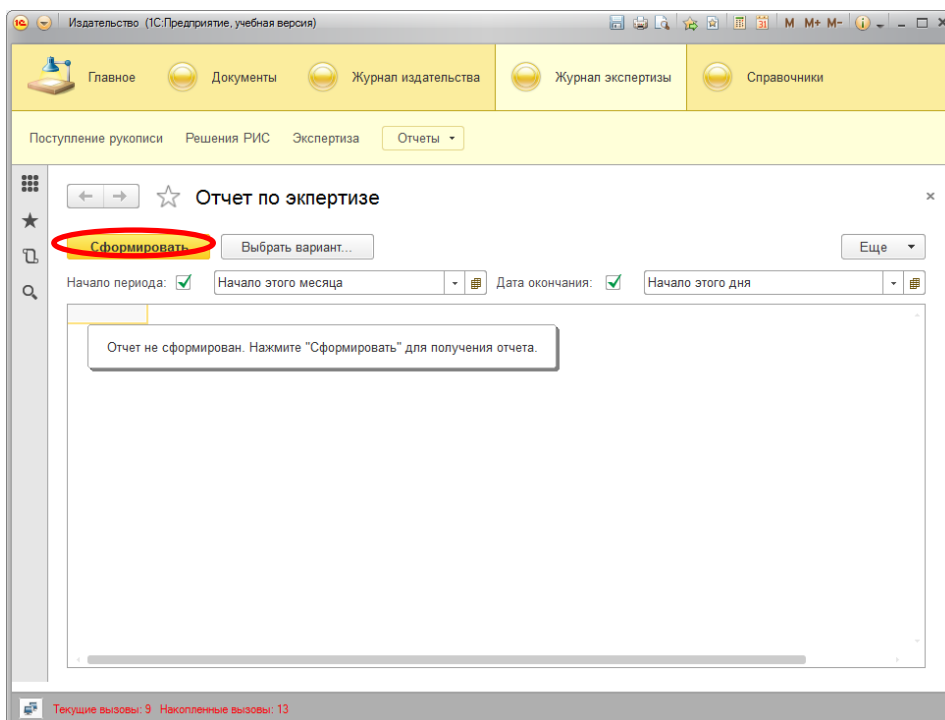 Издательство (1С:Предприятие, учебная версия) 31 M M+ M-
Главное Документы Журнал издательства Журнал экспертизы Справочники
Поступление рукописи Решения РИС Экспертиза Отчеты
Отчет по экпертизе
Сформировать Выбрать вариант... Еще
Начало периода: Начало этого месяца Дата окончания: Начало этого дня
Отчет не сформирован. Нажмите "Сформировать" для получения отчета.
Текущие вызовы: 9 Накопленные вызовы: 13